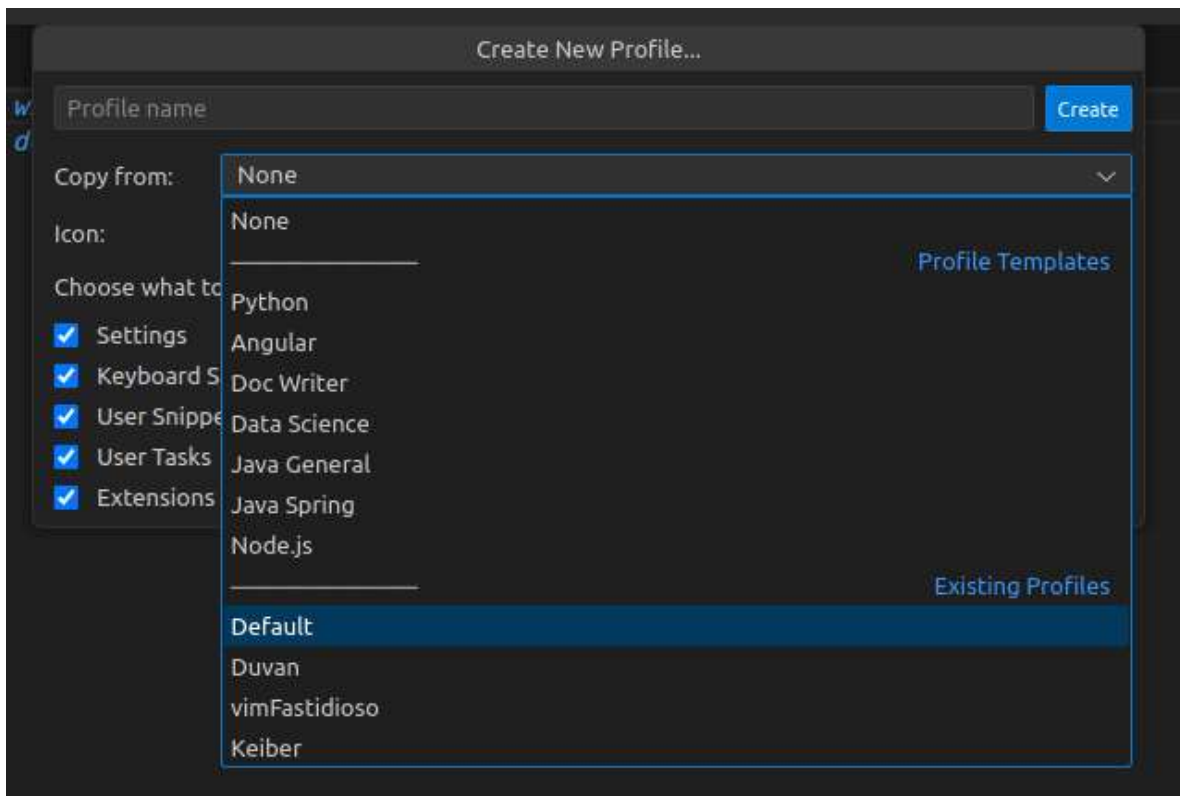 Create New Profile...
Profile name
Create
Copy from: None
None
Icon:
Profile Templates
Choose what to
Python
Settings
Angular
Keyboard S
Doc Writer
User Snippe
Data Science
User Tasks
Java General
Extensions
Java Spring
Node.js
Existing Profiles
Default
Duvan
vimFastidioso
Keiber